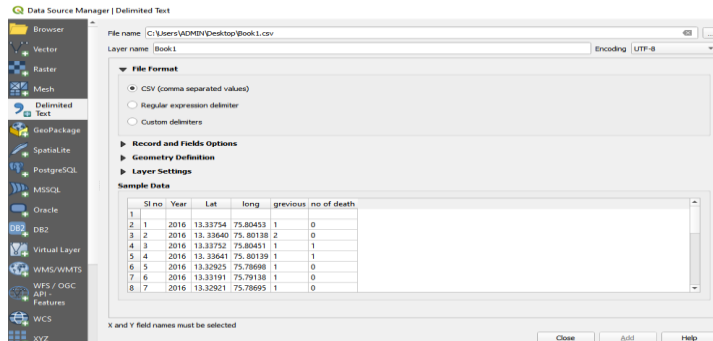 Data Source Manager | Delimited Text
Browser
Vector
Raster
Mesh
Delimited
Text
GeoPackage
SpatiaLite
PostgreSQL
MSSQL
Oracle
DB2 DB2
Virtual Layer
WMS/WMTS
WFS / OGC
API -
Features
WCS
XYZ
File name C:\Users\ADMIN\Desktop\Book1.csv ...
Layer name Book1 Encoding UTF-8
File Format
CSV (comma separated values)
Regular expression delimiter
Custom delimiters
Record and Fields Options
Geometry Definition
Layer Settings
Sample Data
Sl no Year Lat long grevious no of death
1
2 1 2016 13.33754 75.80453 1 0
3 2 2016 13. 33640 75. 80138 2 0
4 3 2016 13.33752 75.80451 1 1
5 4 2016 13. 33641 75. 80139 1 1
6 5 2016 13.32925 75.78698 1 0
7 6 2016 13.33191 75.79138 1 0
8 7 2016 13.32921 75.78695 1 0
X and Y field names must be selected
Close Add Help